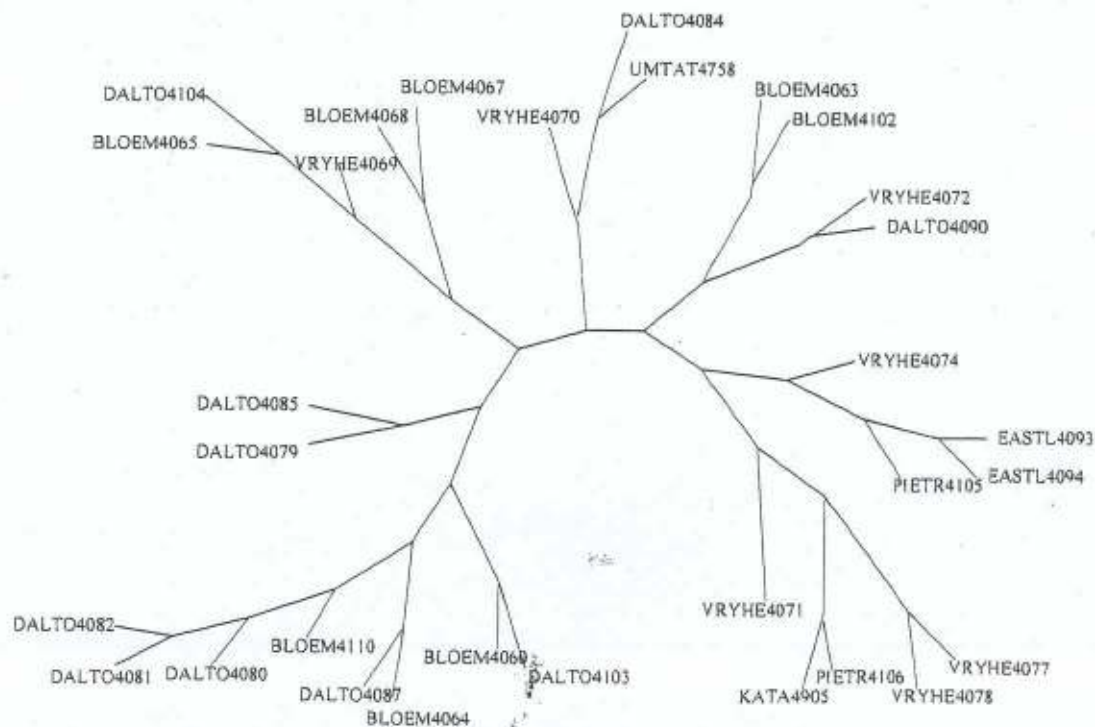 DALTO4084
UMTAT4758
BLOEM4067
BLOEM4063
DALTO4104
BLOEM4068
VRYHE4070
BLOEM4102
BLOEM4065
VRYHE4069
VRYHE4072
DALTO4090
VRYHE4074
DALTO4085
DALTO4079
EASTL4093
EASTL4094
PIETR4105
VRYHE4071
DALTO4082
BLOEM4110
BLOEM4060
DALTO4081
DALTO4080
DALTO4103
VRYHE4077
PIETR4106
DALTO4087
KATA4905
VRYHE4078
BLOEM4064